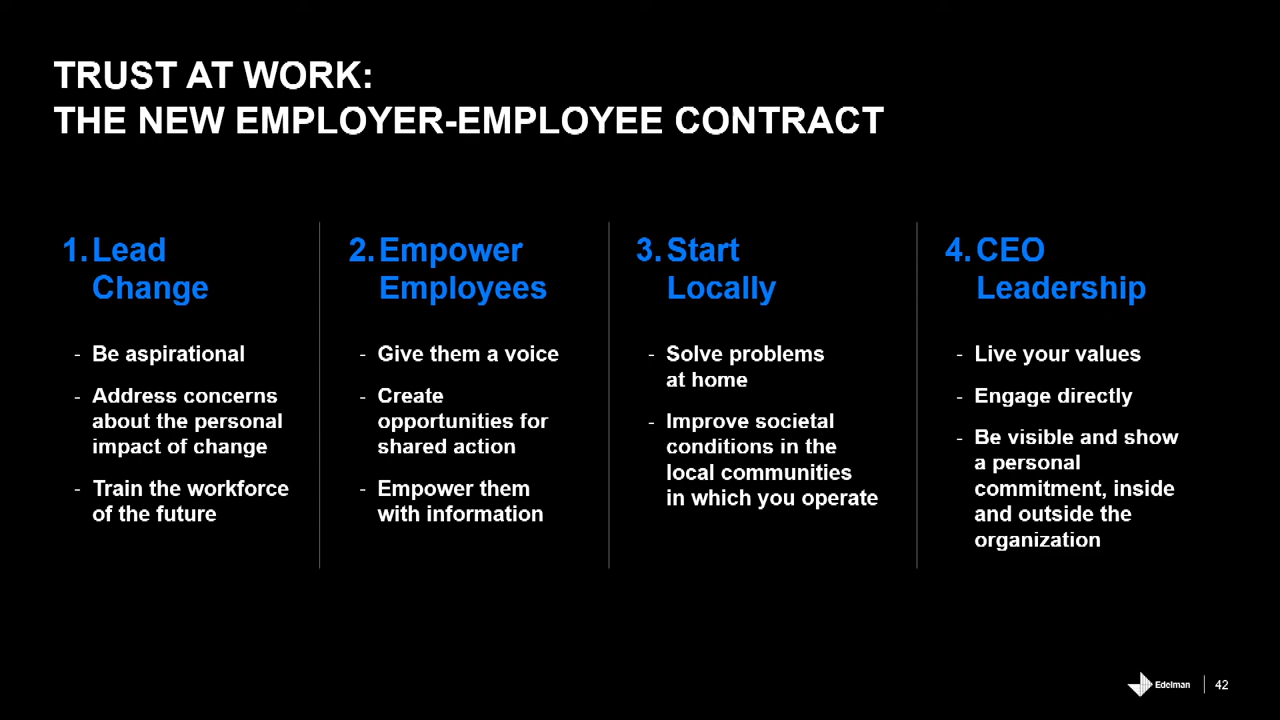 TRUST AT WORK:
THE NEW EMPLOYER-EMPLOYEE CONTRACT
1. Lead
Change
- Be aspirational
- Address concerns
about the personal
impact of change
- Train the workforce
of the future
2. Empower
Employees
- Give them a voice
- Create
opportunities for
shared action
- Empower them
with information
3. Start
Locally
- Solve problems
at home
- Improve societal
conditions in the
local communities
in which you operate
4. CEO
Leadership
- Live your values
- Engage directly
- Be visible and show
a personal
commitment, inside
and outside the
organization
Edelman | 42